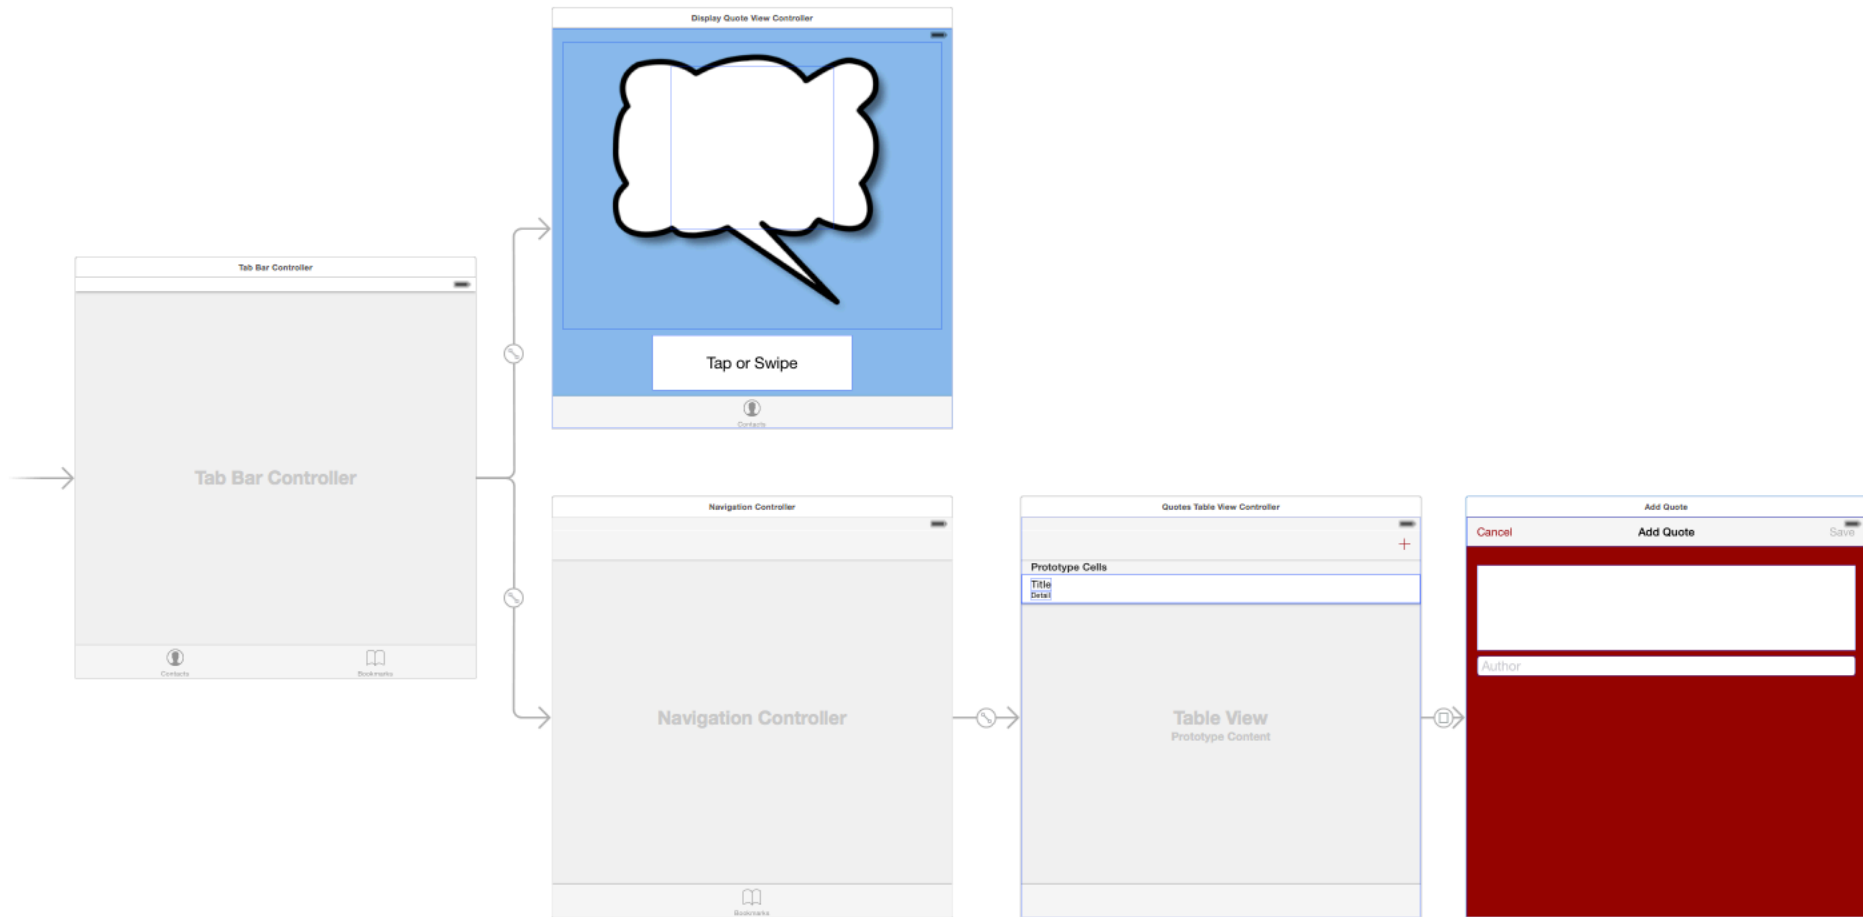 Display Quote View Controller
Tap or Swipe
Contacts
Tab Bar Controller
Tab Bar Controller
Contacts
Bookmarks
Navigation Controller
Navigation Controller
Bookmarks
Quotes Table View Controller
+
Prototype Cells
Title
Detail
Table View
Prototype Content
Add Quote
Cancel
Add Quote
Save
Author